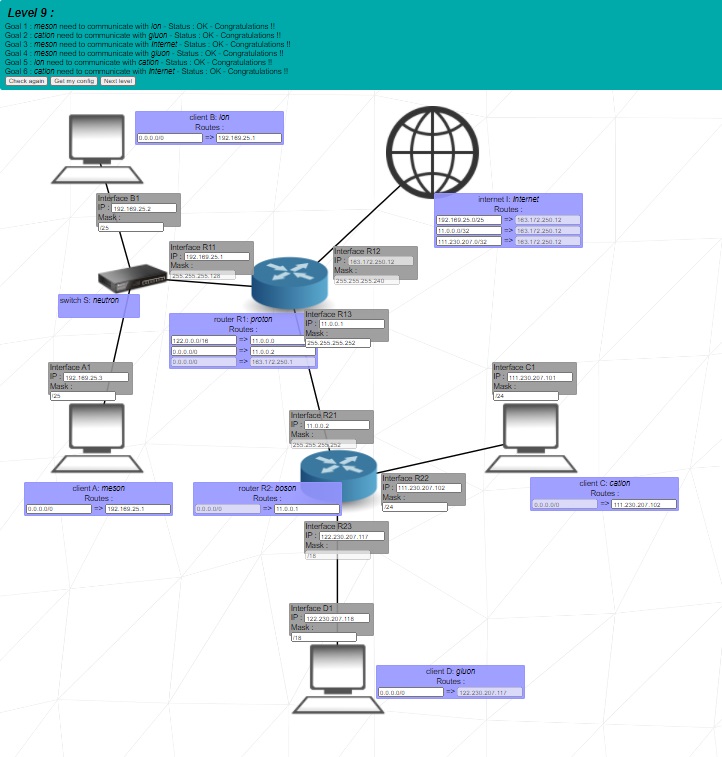 Level 9 :
Goal 1 : meson need to communicate with ion - Status : OK - Congratulations !!
Goal 2 : cation need to communicate with gluon - Status : OK - Congratulations !!
Goal 3 : meson need to communicate with Internet - Status : OK - Congratulations !!
Goal 4 : meson need to communicate with gluon - Status : OK - Congratulations !!
Goal 5 : ion need to communicate with cation - Status : OK - Congratulations !!
Goal 6 : cation need to communicate with Internet - Status : OK - Congratulations !!
Check again Get my config Next level
client B: ion
Routes :
0.0.0.0/0 => 192.169.25.1
Interface B1
IP : 192.169.25.2
Mask :
/25
internet I: Internet
Routes :
192.169.25.0/25 => 163.172.250.12
11.0.0.0/32 => 163.172.250.12
111.230.207.0/32 => 163.172.250.12
Interface R11
IP : 192.169.25.1
Mask :
255.255.255.128
Interface R12
IP : 163.172.250.12
Mask :
255.255.255.240
switch S: neutron
router R1: proton
Routes :
122.0.0.0/16 => 11.0.0.0
0.0.0.0/0 => 11.0.0.2
0.0.0.0/0 => 163.172.250.1
Interface R13
IP : 11.0.0.1
Mask :
255.255.255.252
Interface A1
IP : 192.169.25.3
Mask :
/25
Interface C1
IP : 111.230.207.101
Mask :
/24
Interface R21
IP : 11.0.0.2
Mask :
255.255.255.252
client A: meson
Routes :
0.0.0.0/0 => 192.169.25.1
router R2: boson
Routes :
0.0.0.0/0 => 11.0.0.1
Interface R22
IP : 111.230.207.102
Mask :
/24
client C: cation
Routes :
0.0.0.0/0 => 111.230.207.102
Interface R23
IP : 122.230.207.117
Mask :
/18
Interface D1
IP : 122.230.207.118
Mask :
/18
client D: gluon
Routes :
0.0.0.0/0 => 122.230.207.117